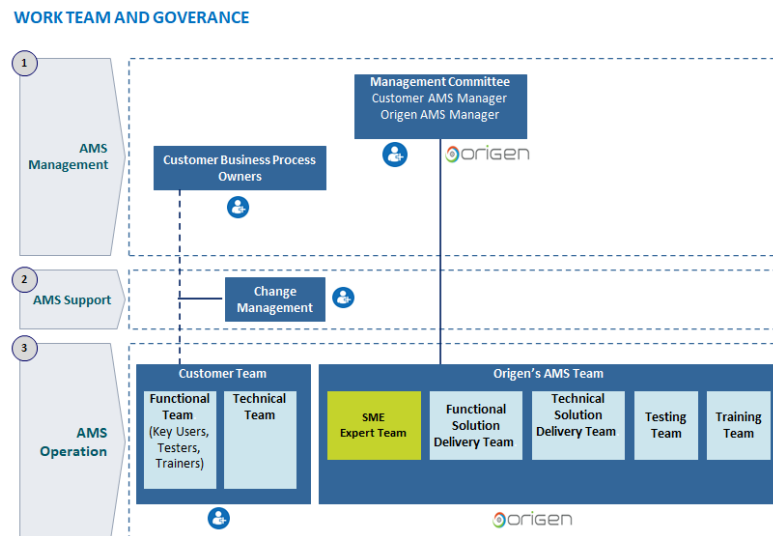 WORK TEAM AND GOVERANCE
1
AMS
Management
Management Committee
Customer AMS Manager
Origen AMS Manager
origen
Customer Business Process
Owners
2
AMS Support
Change
Management
3
AMS
Operation
Customer Team
Functional
Team
(Key Users,
Testers,
Trainers)
Technical
Team
Origen's AMS Team
SME
Expert Team
Functional
Solution
Delivery Team
Technical
Solution
Delivery Team
Testing
Team
Training
Team
origen